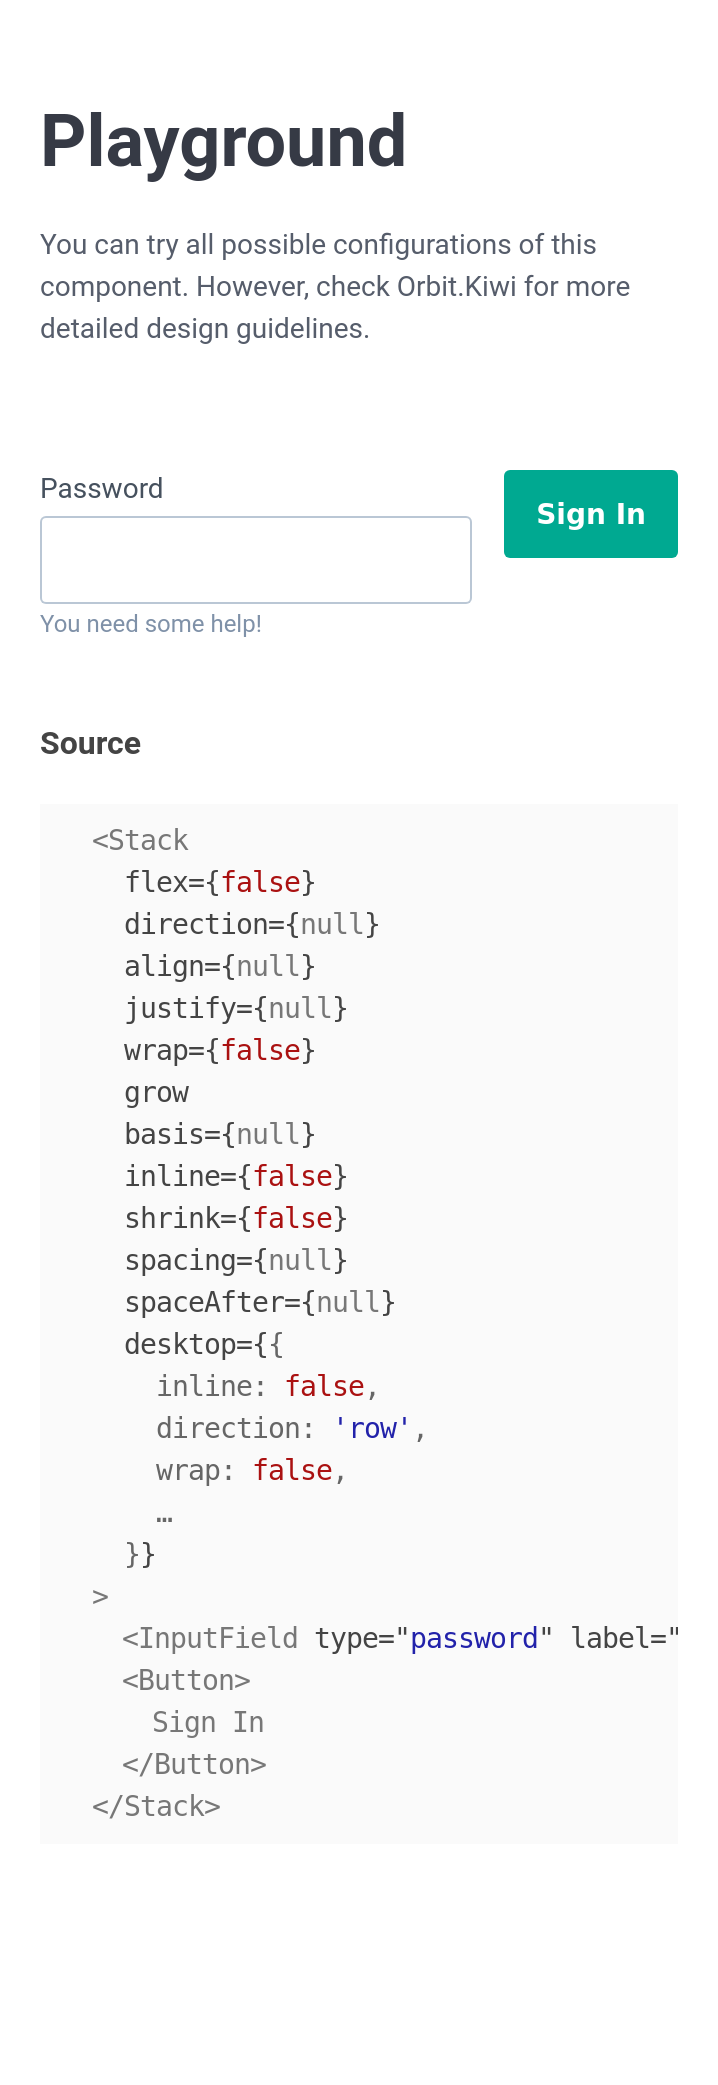 Playground
You can try all possible configurations of this
component. However, check Orbit.Kiwi for more
detailed design guidelines.
Password
Sign In
You need some help!
Source
<Stack
  flex={false}
  direction={null}
  align={null}
  justify={null}
  wrap={false}
  grow
  basis={null}
  inline={false}
  shrink={false}
  spacing={null}
  spaceAfter={null}
  desktop={{
    inline: false,
    direction: 'row',
    wrap: false,
    …
  }}
>
  <InputField type="password" label="
  <Button>
    Sign In
  </Button>
</Stack>